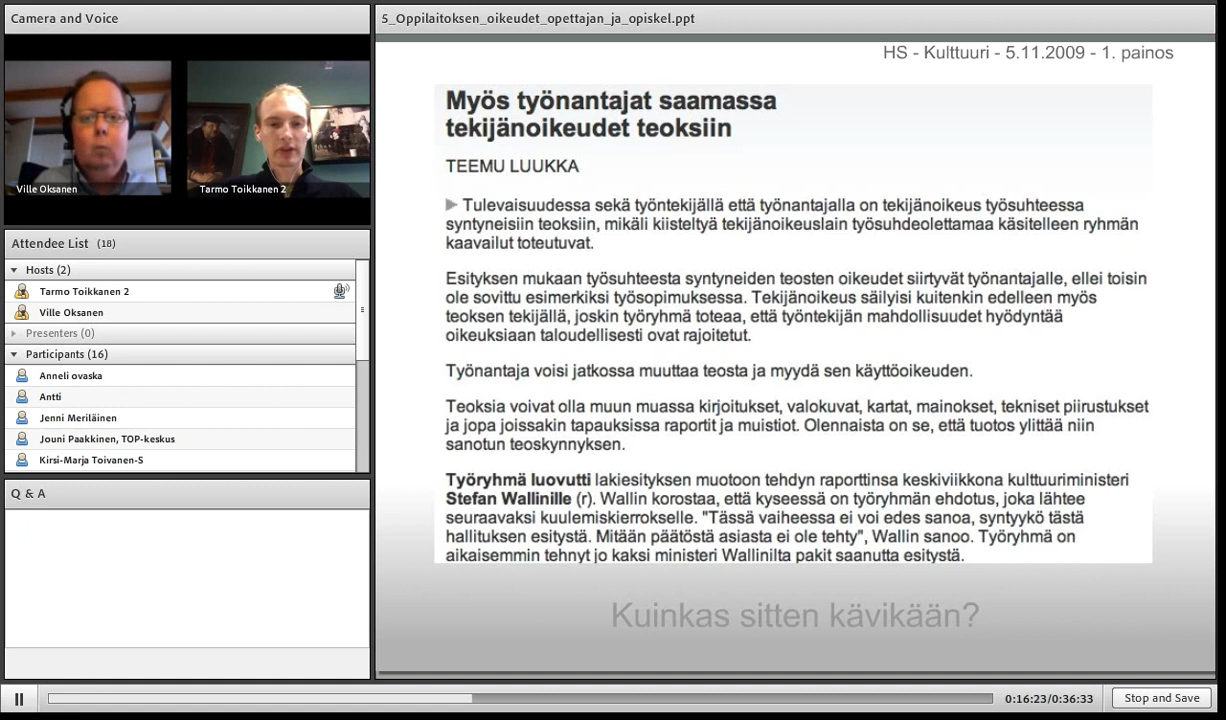 Camera and Voice
Ville Oksanen
Tarmo Toikkanen 2
Attendee List (18)
Hosts (2)
Tarmo Toikkanen 2
Ville Oksanen
Presenters (0)
Participants (16)
Anneli ovaska
Antti
Jenni Meriläinen
Jouni Paakkinen, TOP-keskus
Kirsi-Marja Toivanen-S
Q & A
5_Oppilaitoksen_oikeudet_opettajan_ja_opiskel.ppt
HS - Kulttuuri - 5.11.2009 - 1. painos
Myös työnantajat saamassa
tekijänoikeudet teoksiin
TEEMU LUUKKA
Tulevaisuudessa sekä työntekijällä että työnantajalla on tekijänoikeus työsuhteessa
syntyneisiin teoksiin, mikäli kiisteltyä tekijänoikeuslain työsuhdeolettamaa käsitelleen ryhmän
kaavailut toteutuvat.
Esityksen mukaan työsuhteesta syntyneiden teosten oikeudet siirtyvät työnantajalle, ellei toisin
ole sovittu esimerkiksi työsopimuksessa. Tekijänoikeus säilyisi kuitenkin edelleen myös
teoksen tekijällä, joskin työryhmä toteaa, että työntekijän mahdollisuudet hyödyntää
oikeuksiaan taloudellisesti ovat rajoitetut.
Työnantaja voisi jatkossa muuttaa teosta ja myydä sen käyttöoikeuden.
Teoksia voivat olla muun muassa kirjoitukset, valokuvat, kartat, mainokset, tekniset piirustukset
ja jopa joissakin tapauksissa raportit ja muistiot. Olennaista on se, että tuotos ylittää niin
sanotun teoskynnyksen.
Työryhmä luovutti lakiesityksen muotoon tehdyn raporttinsa keskiviikkona kulttuuriministeri
Stefan Wallinille (r). Wallin korostaa, että kyseessä on työryhmän ehdotus, joka lähtee
seuraavaksi kuulemiskierrokselle. "Tässä vaiheessa ei voi edes sanoa, syntyykö tästä
hallituksen esitystä. Mitään päätöstä asiasta ei ole tehty", Wallin sanoo. Työryhmä on
aikaisemmin tehnyt jo kaksi ministeri Wallinilta pakit saanutta esitystä.
Kuinkas sitten kävikään?
0:16:23/0:36:33
Stop and Save